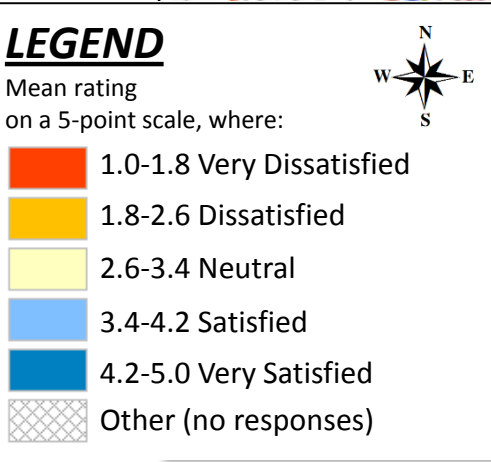 LEGEND
N
W E
S
Mean rating
on a 5-point scale, where:
1.0-1.8 Very Dissatisfied
1.8-2.6 Dissatisfied
2.6-3.4 Neutral
3.4-4.2 Satisfied
4.2-5.0 Very Satisfied
Other (no responses)